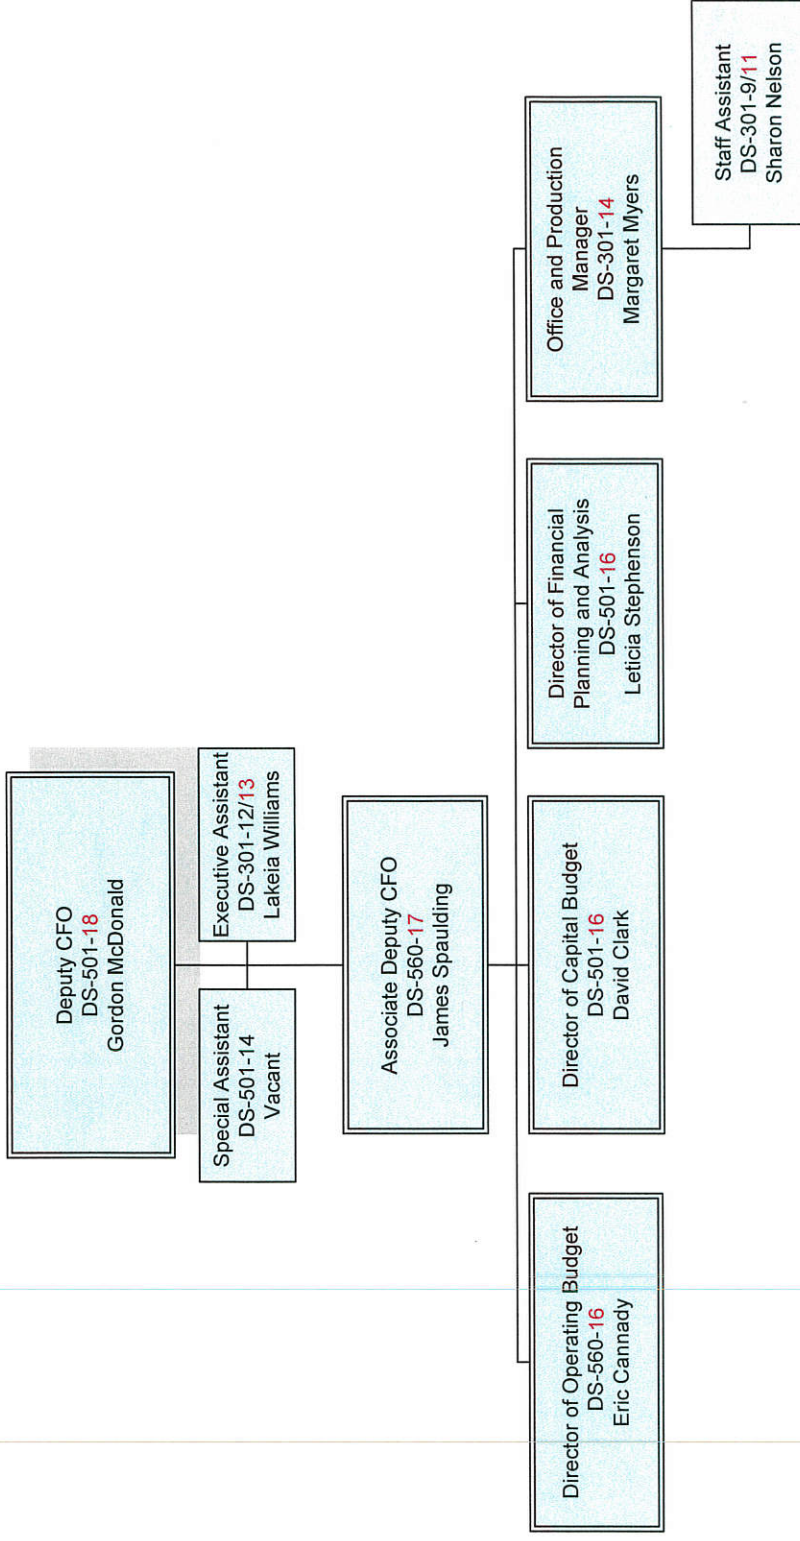 Deputy CFO
DS-501-18
Gordon McDonald
Special Assistant
DS-501-14
Vacant
Executive Assistant
DS-301-12/13
Lakeia Williams
Associate Deputy CFO
DS-560-17
James Spaulding
Director of Operating Budget
DS-560-16
Eric Cannady
Director of Capital Budget
DS-501-16
David Clark
Director of Financial
Planning and Analysis
DS-501-16
Leticia Stephenson
Office and Production
Manager
DS-301-14
Margaret Myers
Staff Assistant
DS-301-9/11
Sharon Nelson